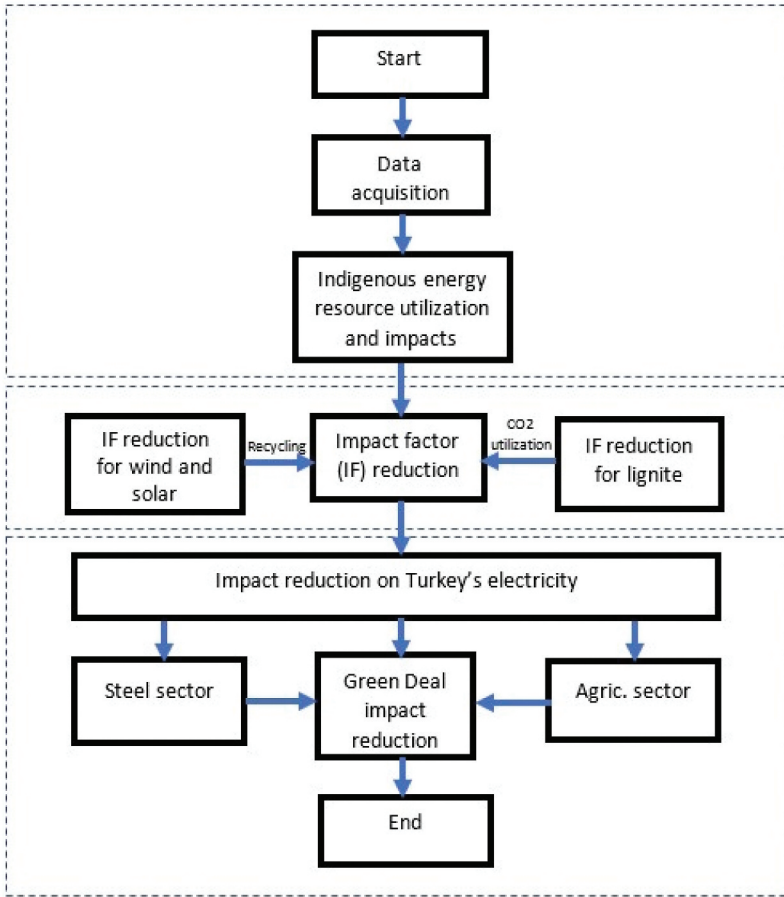 Start
Data
acquisition
Indigenous energy
resource utilization
and impacts
IF reduction
for wind and
solar
Recycling
Impact factor
(IF) reduction
CO2
utilization
IF reduction
for lignite
Impact reduction on Turkey's electricity
Steel sector
Green Deal
impact
reduction
Agric. sector
End